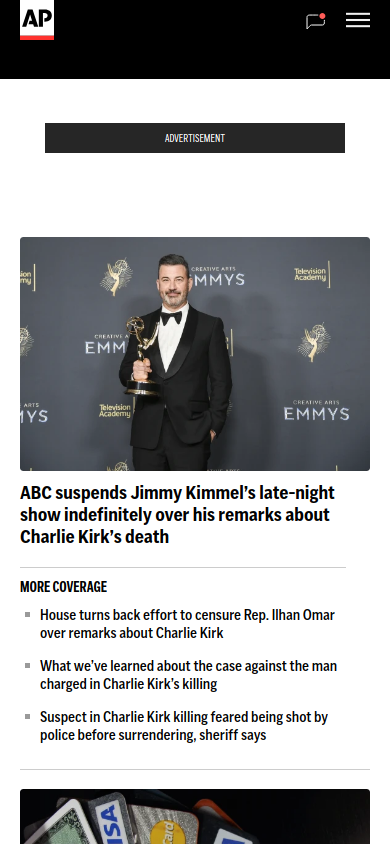 AP
ADVERTISEMENT
Television
Academy
CREATIVE ARTS
EMMYS
CREATIVE
EMM
Television
Academy
ARTS
MYS
CREATIVE ARTS
EMMYS
ABC suspends Jimmy Kimmel’s late-night
show indefinitely over his remarks about
Charlie Kirk’s death
MORE COVERAGE
House turns back effort to censure Rep. Ilhan Omar
over remarks about Charlie Kirk
What we’ve learned about the case against the man
charged in Charlie Kirk’s killing
Suspect in Charlie Kirk killing feared being shot by
police before surrendering, sheriff says
VISA